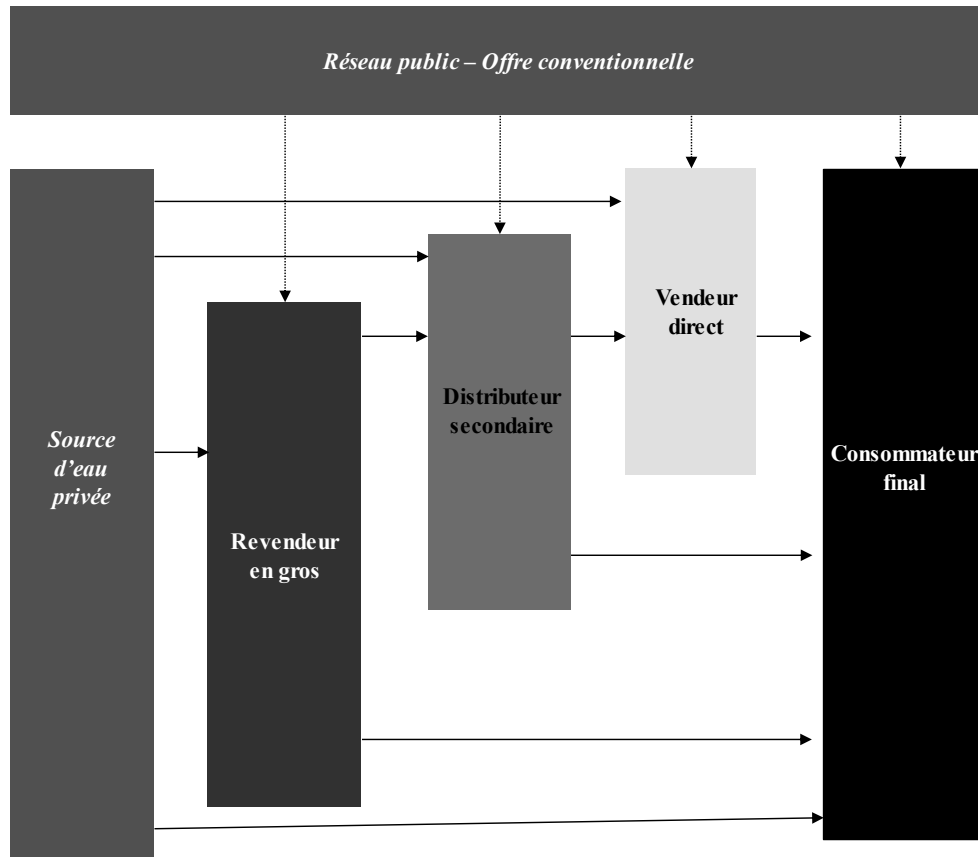 Réseau public – Offre conventionnelle
Vendeur
direct
Distributeur
secondaire
Source
d’eau
privée
Consommateur
final
Revendeur
en gros